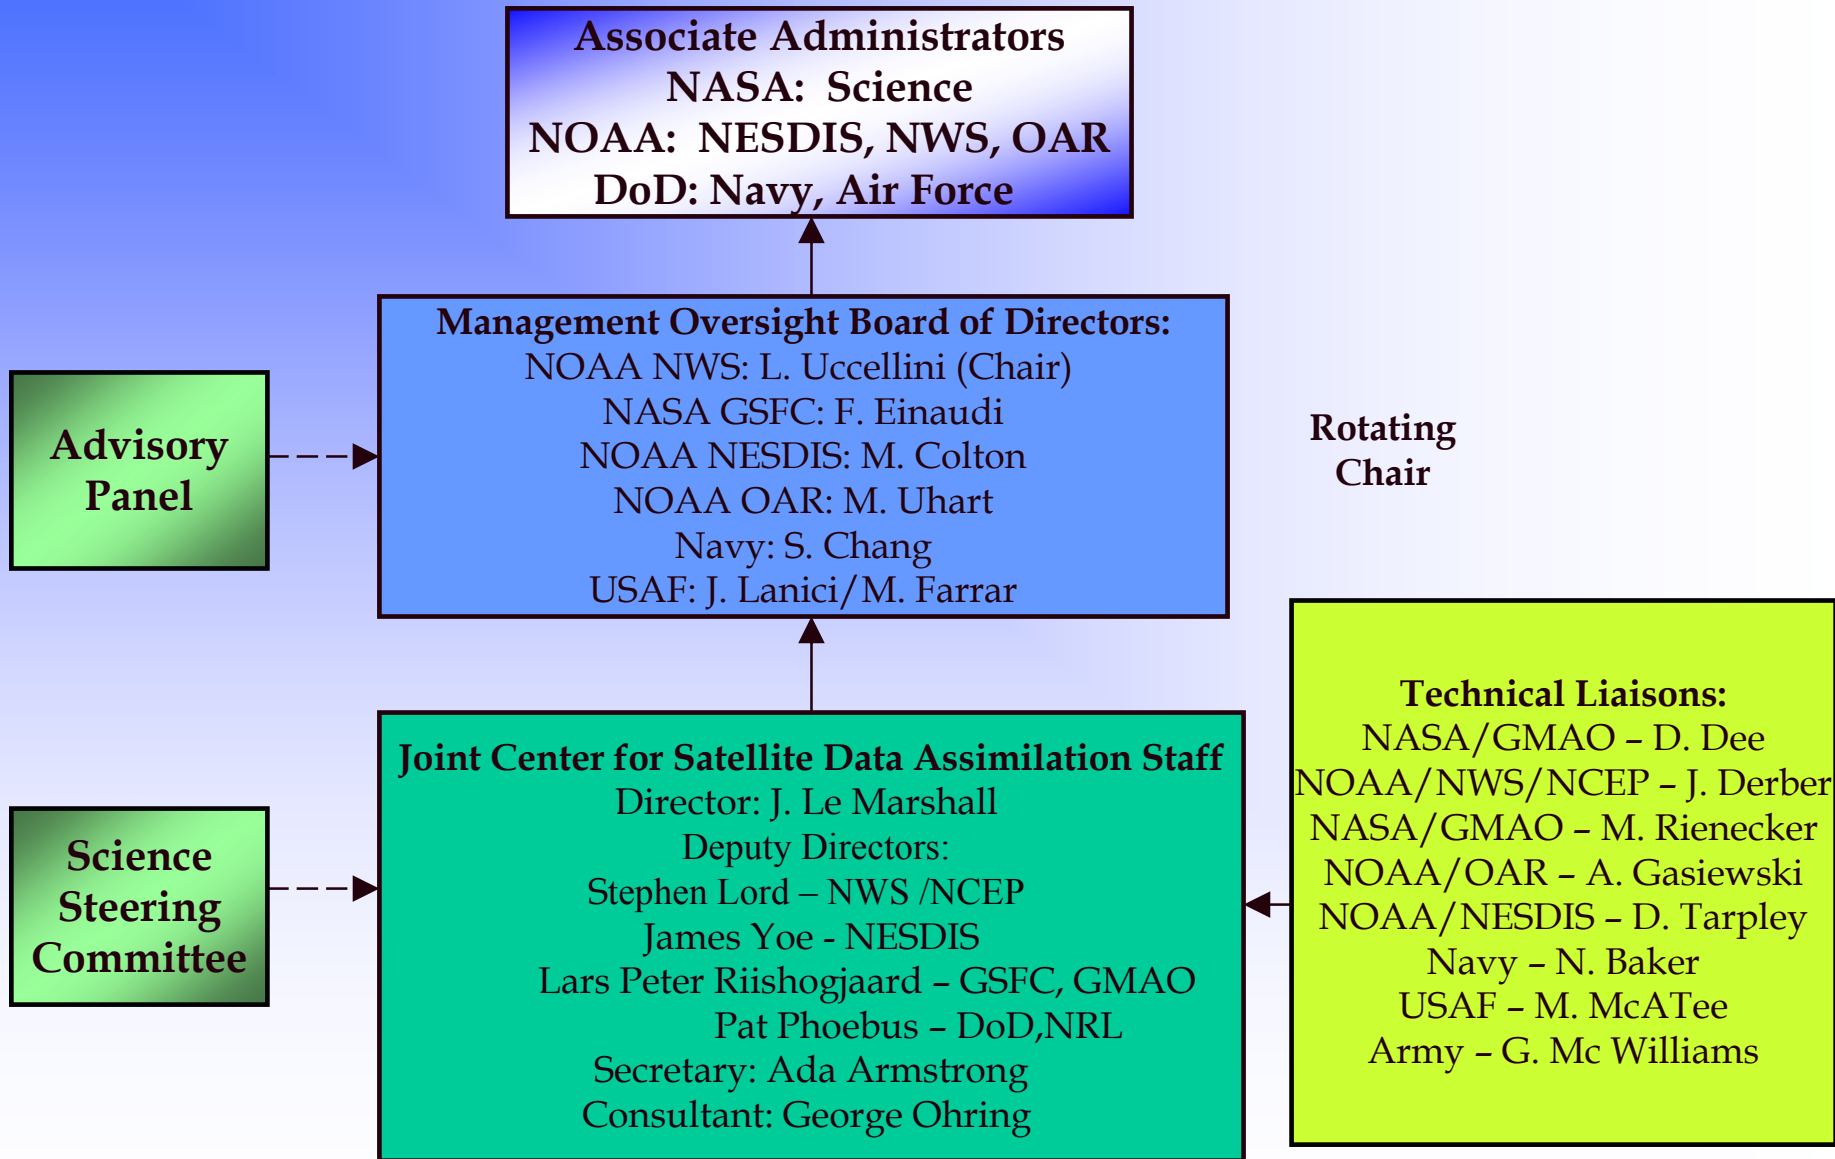 Associate Administrators
NASA: Science
NOAA: NESDIS, NWS, OAR
DoD: Navy, Air Force
Management Oversight Board of Directors:
NOAA NWS: L. Uccellini (Chair)
NASA GSFC: F. Einaudi
NOAA NESDIS: M. Colton
NOAA OAR: M. Uhart
Navy: S. Chang
USAF: J. Lanici/M. Farrar
Advisory
Panel
Rotating
Chair
Joint Center for Satellite Data Assimilation Staff
Director: J. Le Marshall
Deputy Directors:
Stephen Lord – NWS /NCEP
James Yoe - NESDIS
Lars Peter Riishogjaard – GSFC, GMAO
Pat Phoebus – DoD,NRL
Secretary: Ada Armstrong
Consultant: George Ohring
Science
Steering
Committee
Technical Liaisons:
NASA/GMAO – D. Dee
NOAA/NWS/NCEP – J. Derber
NASA/GMAO – M. Rienecker
NOAA/OAR – A. Gasiewski
NOAA/NESDIS – D. Tarpley
Navy – N. Baker
USAF – M. McATee
Army – G. Mc Williams